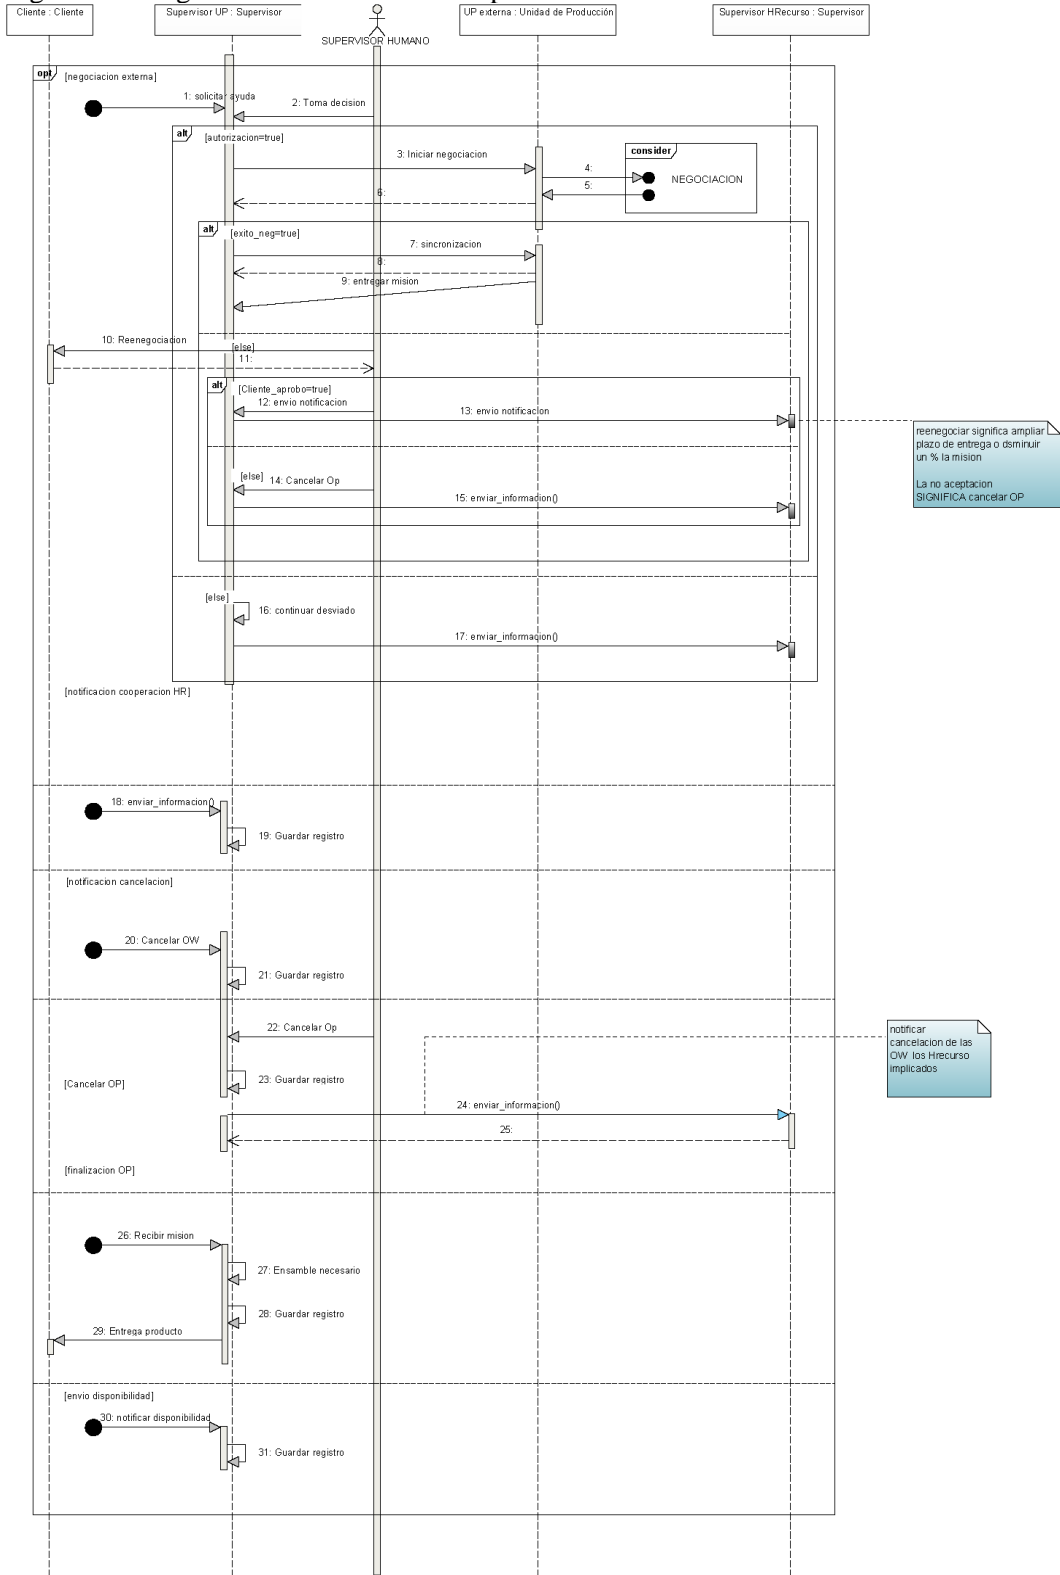 Cliente : Cliente
Supervisor UP : Supervisor
SUPERVISOR HUMANO
UP externa : Unidad de Producción
Supervisor HRecurso : Supervisor
opt
[negociacion externa]
1: solicitar ayuda
2: Toma decision
alt
[autorizacion=true]
3: Iniciar negociacion
consider
4:
NEGOCIACION
5:
6:
alt
[exito_neg=true]
7: sincronizacion
8:
9: entregar mision
10: Reenegociacion
[else]
11:
alt
[Cliente_aprobo=true]
12: envio notificacion
13: envio notificacion
reenegociar significa ampliar
plazo de entrega o dsminuir
un % la mision
La no aceptacion
SIGNIFICA cancelar OP
[else]
14: Cancelar Op
15: enviar_informacion()
[else]
16: continuar desviado
17: enviar_informacion()
[notificacion cooperacion HR]
18: enviar_informacion()
19: Guardar registro
[notificacion cancelacion]
20: Cancelar OW
21: Guardar registro
22: Cancelar Op
notificar
cancelacion de las
OW los Hrecurso
implicados
23: Guardar registro
[Cancelar OP]
24: enviar_informacion()
25:
[finalizacion OP]
26: Recibir mision
27: Ensamble necesario
28: Guardar registro
29: Entrega producto
[envio disponibilidad]
30: notificar disponibilidad
31: Guardar registro